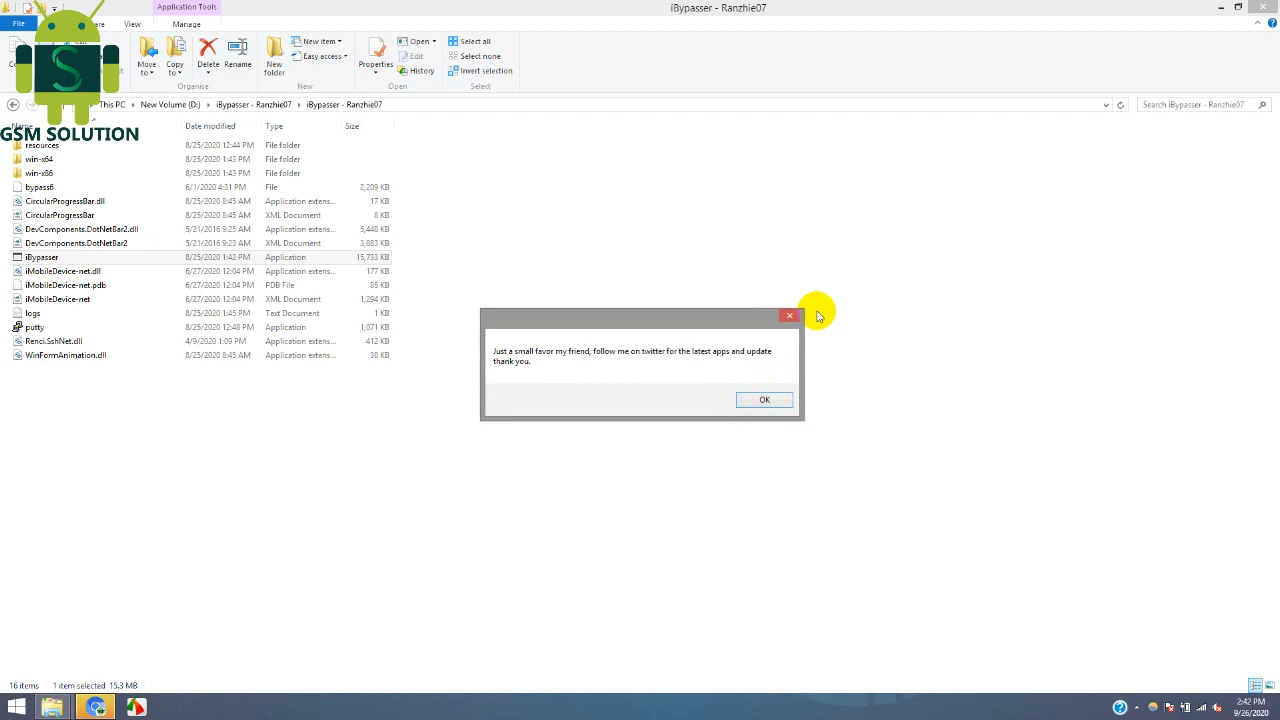 Application Tools
iBypasser - Ranzhie07
File
View
Manage
Move to
Copy to
Delete
Rename
New folder
New item
Easy access
Properties
Open
Edit
History
Select all
Select none
Invert selection
Organise
New
Open
Select
This PC
New Volume (D:)
iBypasser - Ranzhie07
iBypasser - Ranzhie07
Search iBypasser - Ranzhie07
GSM SOLUTION
Date modified Type Size
resources 8/25/2020 12:44 PM File folder
win-x64 8/25/2020 1:43 PM File folder
win-x86 8/25/2020 1:43 PM File folder
bypass6 6/1/2020 4:31 PM File 2,209 KB
CircularProgressBar.dll 8/25/2020 8:45 AM Application extens... 17 KB
CircularProgressBar 8/25/2020 8:45 AM XML Document 8 KB
DevComponents.DotNetBar2.dll 5/21/2016 9:25 AM Application extens... 5,448 KB
DevComponents.DotNetBar2 5/21/2016 9:23 AM XML Document 3,883 KB
iBypasser 8/25/2020 1:42 PM Application 15,733 KB
iMobileDevice-net.dll 6/27/2020 12:04 PM Application extens... 177 KB
iMobileDevice-net.pdb 6/27/2020 12:04 PM PDB File 85 KB
iMobileDevice-net 6/27/2020 12:04 PM XML Document 1,294 KB
logs 8/25/2020 1:45 PM Text Document 1 KB
putty 8/25/2020 12:48 PM Application 1,071 KB
Renci.SshNet.dll 4/9/2020 1:09 PM Application extens... 412 KB
WinFormAnimation.dll 8/25/2020 8:45 AM Application extens... 38 KB
Just a small favor my friend, follow me on twitter for the latest apps and update
thank you.
OK
16 items 1 item selected 15.3 MB
2:42 PM
9/26/2020